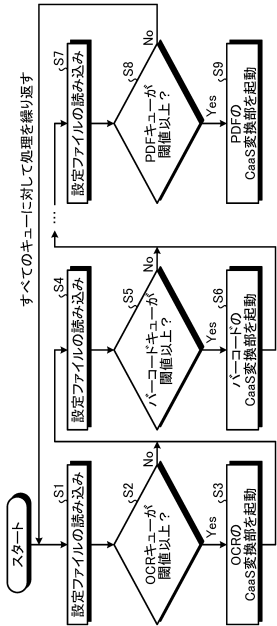 スタート
すべてのキューに対して処理を繰り返す
S1
設定ファイルの読み込み
S2
OCRキューが
閾値以上?
No
Yes
S3
OCRの
CaaS変換部を起動
S4
設定ファイルの読み込み
S5
バーコードキューが
閾値以上?
No
Yes
S6
バーコードの
CaaS変換部を起動
....
S7
設定ファイルの読み込み
S8
PDFキューが
閾値以上?
No
Yes
S9
PDFの
CaaS変換部を起動